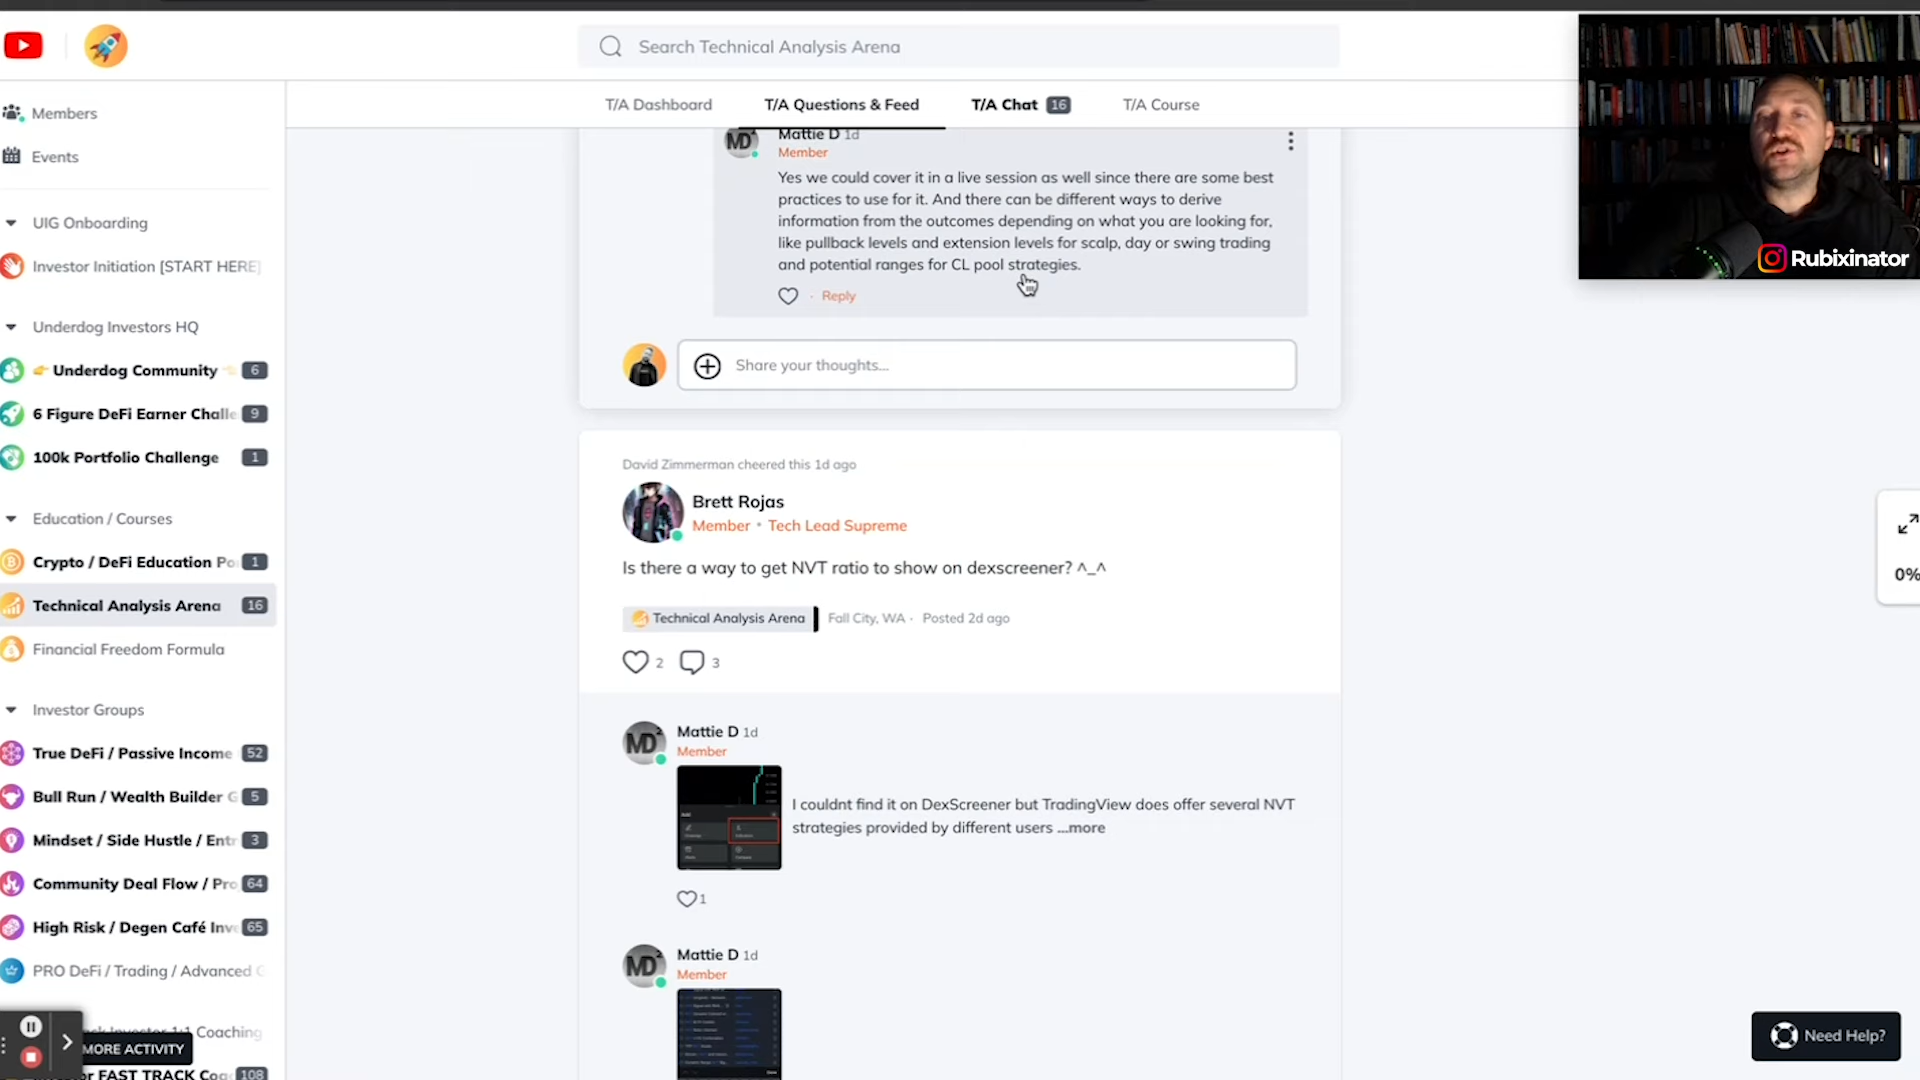 Search Technical Analysis Arena
T/A Dashboard
T/A Questions & Feed
T/A Chat 16
T/A Course
Members
Events
UIG Onboarding
Investor Initiation [START HERE]
Underdog Investors HQ
Underdog Community 6
6 Figure DeFi Earner Challe 9
100k Portfolio Challenge 1
Education / Courses
Crypto / DeFi Education Po 1
Technical Analysis Arena 16
Financial Freedom Formula
Investor Groups
True DeFi / Passive Income 52
Bull Run / Wealth Builder G 5
Mindset / Side Hustle / Entr 3
Community Deal Flow / Pro 64
High Risk / Degen Café Inv 65
PRO DeFi / Trading / Advanced G
Investor 1:1 Coaching
MORE ACTIVITY
FAST TRACK Coa 108
MD²
Mattie D 1d
Member
Yes we could cover it in a live session as well since there are some best
practices to use for it. And there can be different ways to derive
information from the outcomes depending on what you are looking for,
like pullback levels and extension levels for scalp, day or swing trading
and potential ranges for CL pool strategies.
· Reply
Share your thoughts...
David Zimmerman cheered this 1d ago
Brett Rojas
Member • Tech Lead Supreme
Is there a way to get NVT ratio to show on dexscreener? ^_^
Technical Analysis Arena
Fall City, WA · Posted 2d ago
2 3
MD²
Mattie D 1d
Member
I couldnt find it on DexScreener but TradingView does offer several NVT
strategies provided by different users ...more
1
MD²
Mattie D 1d
Member
Rubixinator
0%
Need Help?